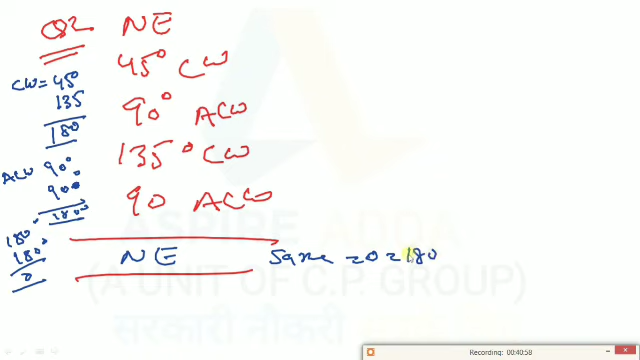 Q2 NE
45° CW
90° ACW
135° CW
90 ACW
NE
CW = 45°
135
180
ACW 90°
90°
180°
180°
180°
0
Same = 0 = 180
ASPIRE ADDA
(A UNIT OF C.P. GROUP)
सरकारी नौकरी
Recording: 00:40:58